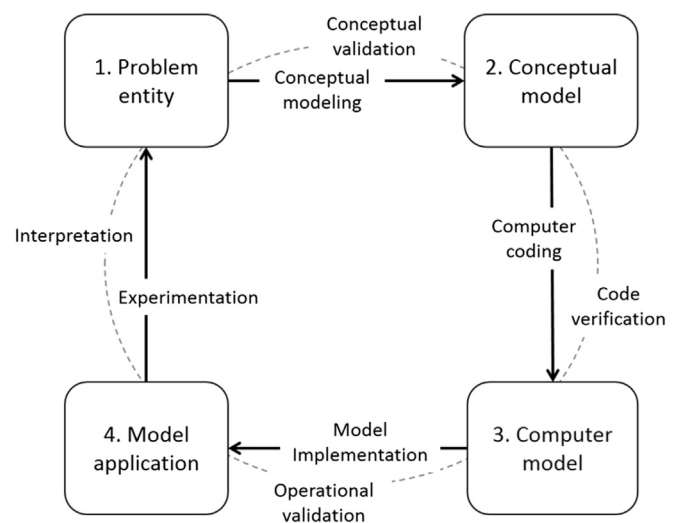 Conceptual
validation
1. Problem
entity
2. Conceptual
model
Conceptual
modeling
Interpretation
Computer
coding
Experimentation
Code
verification
4. Model
application
Model
Implementation
3. Computer
model
Operational
validation